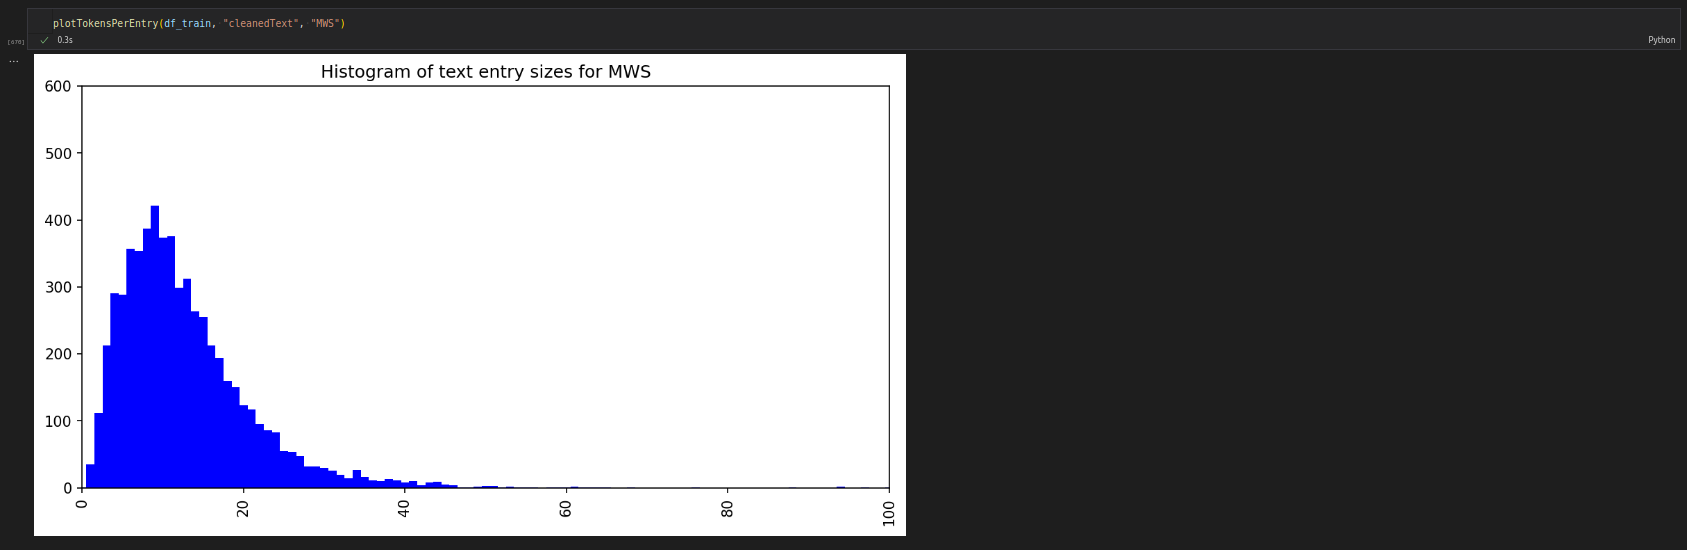 plotTokensPerEntry(df_train, "cleanedText", "MWS")
[678]
0.3s
Python
...
Histogram of text entry sizes for MWS
600
500
400
300
200
100
0
0 20 40 60 80 100